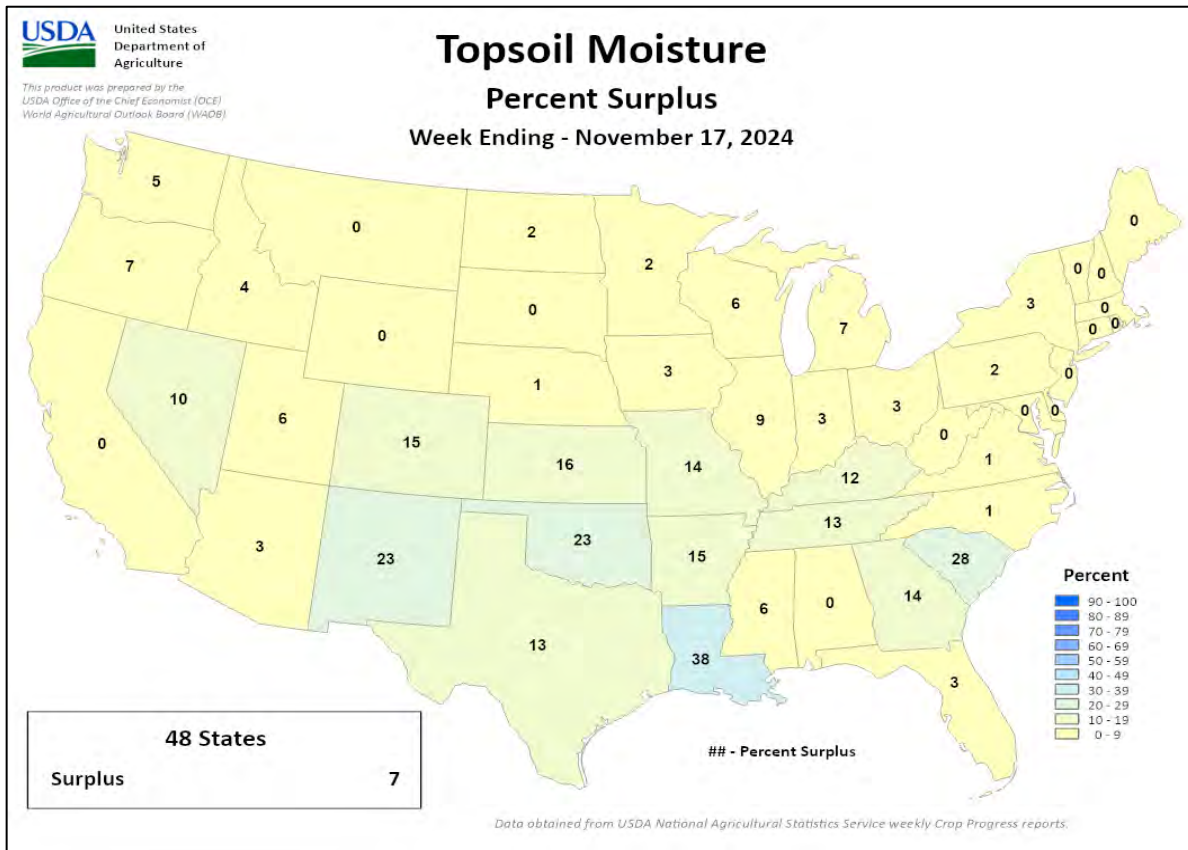 USDA
United States
Department of
Agriculture
This product was prepared by the
USDA Office of the Chief Economist (OCE)
World Agricultural Outlook Board (WAOB)
Topsoil Moisture
Percent Surplus
Week Ending - November 17, 2024
5
0
2
2
0
7
4
0
0
6
7
3
0
0
0
0
0
10
6
1
3
9
3
3
2
0
0
0
0
0
15
16
14
12
1
3
23
23
15
13
1
28
13
38
6
0
14
3
Percent
90 - 100
80 - 89
70 - 79
60 - 69
50 - 59
40 - 49
30 - 39
20 - 29
10 - 19
0 - 9
48 States
Surplus 7
## - Percent Surplus
Data obtained from USDA National Agricultural Statistics Service weekly Crop Progress reports.